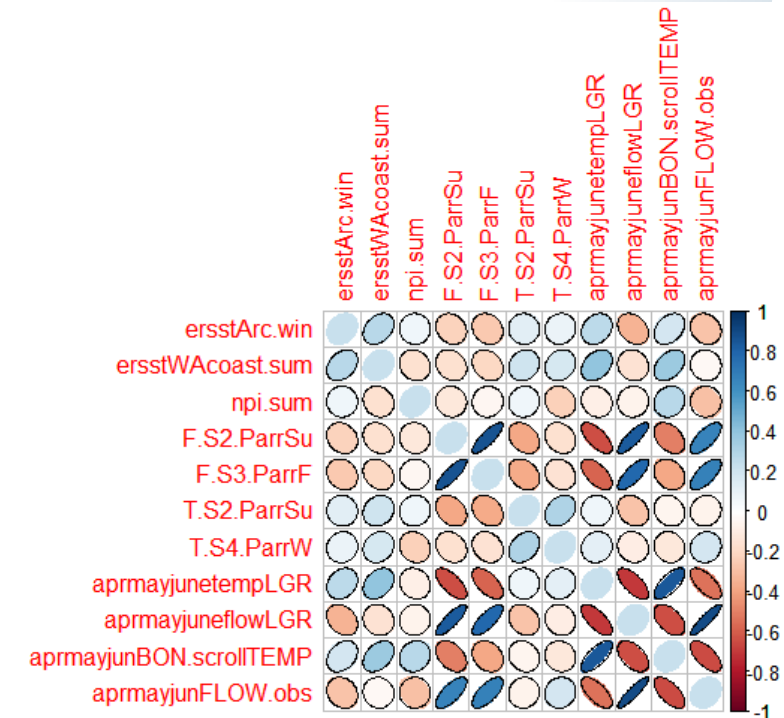 ersstArc.win
ersstWAcoast.sum
npi.sum
F.S2.ParrSu
F.S3.ParrF
T.S2.ParrSu
T.S4.ParrW
aprmayjunetempLGR
aprmayjuneflowLGR
aprmayjunBON.scrollTEMP
aprmayjunFLOW.obs
ersstArc.win
ersstWAcoast.sum
npi.sum
F.S2.ParrSu
F.S3.ParrF
T.S2.ParrSu
T.S4.ParrW
aprmayjunetempLGR
aprmayjuneflowLGR
aprmayjunBON.scrollTEMP
aprmayjunFLOW.obs
1
0.8
0.6
0.4
0.2
0
-0.2
-0.4
-0.6
-0.8
-1